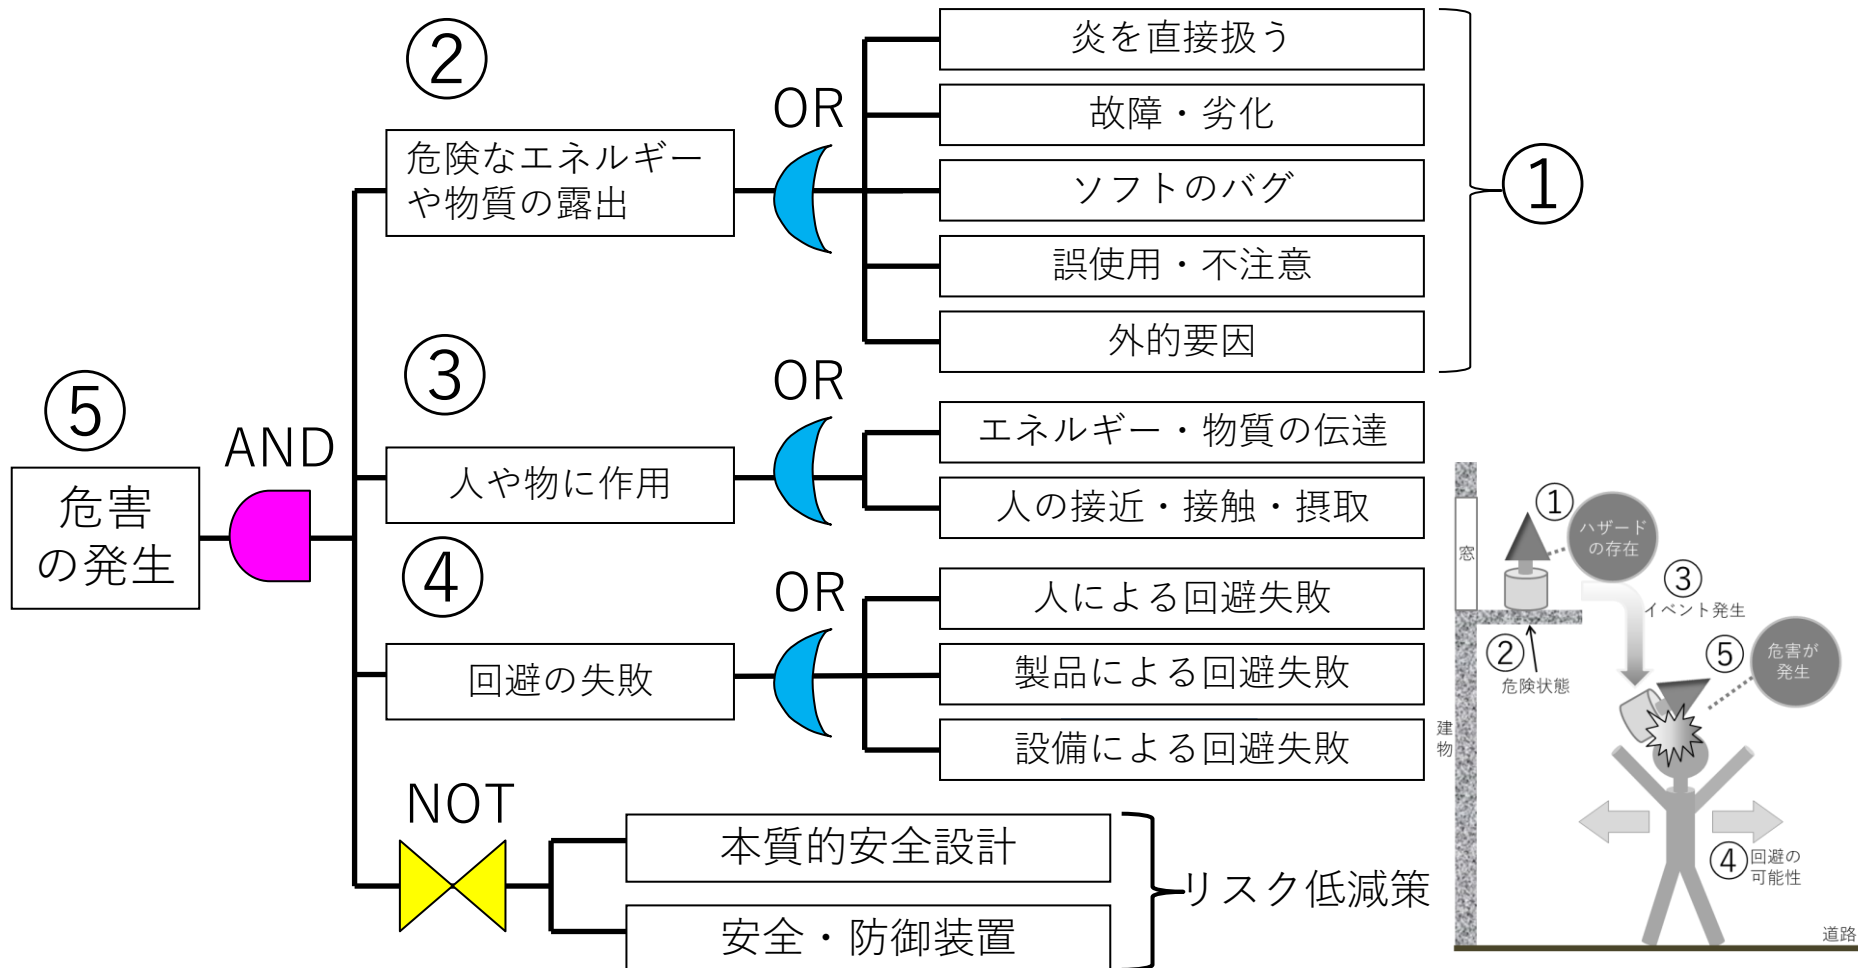 ②
OR
危険なエネルギー
や物質の露出
炎を直接扱う
故障・劣化
ソフトのバグ
誤使用・不注意
外的要因
①
③
OR
人や物に作用
エネルギー・物質の伝達
人の接近・接触・摂取
⑤
AND
危害
の発生
④
OR
回避の失敗
人による回避失敗
製品による回避失敗
設備による回避失敗
NOT
本質的安全設計
安全・防御装置
リスク低減策
窓
①
ハザード
の存在
③
イベント発生
②
危険状態
⑤
危害が
発生
建
物
④
回避の
可能性
道路